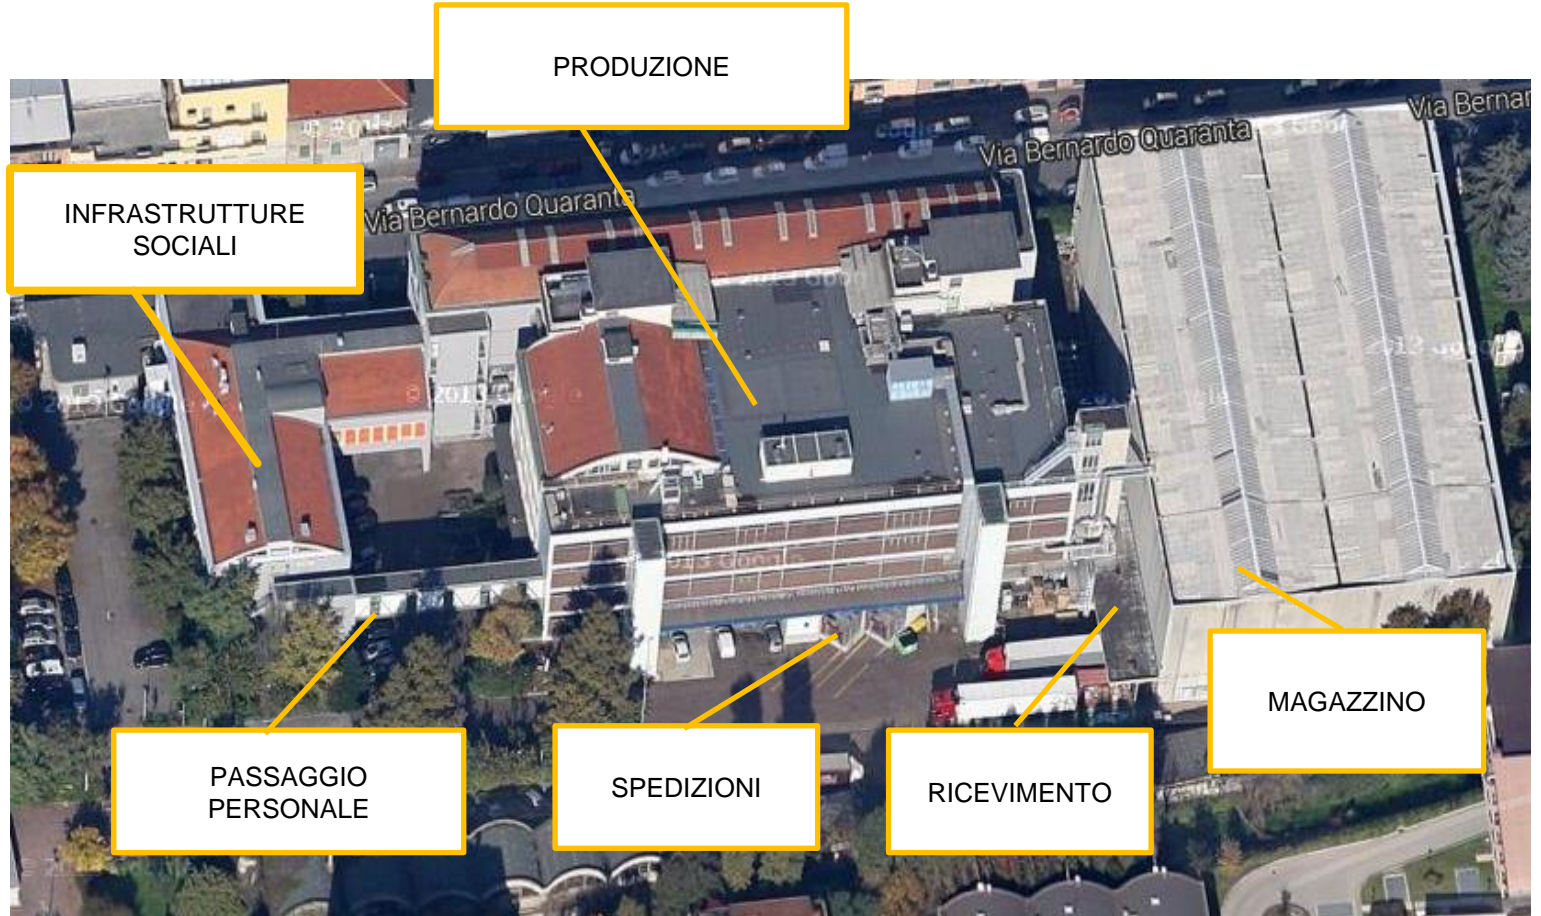 PRODUZIONE
Via Bernar
Via Bernardo Quaranta
INFRASTRUTTURE
SOCIALI
Via Bernardo Quaranta
PASSAGGIO
PERSONALE
SPEDIZIONI
RICEVIMENTO
MAGAZZINO